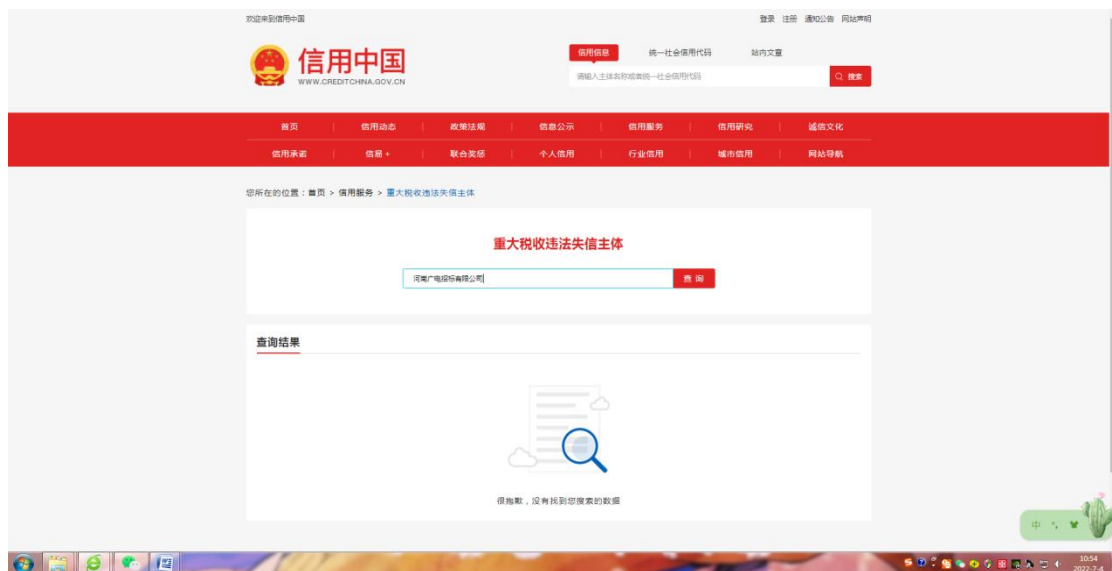 欢迎来到信用中国
登录 注册 通知公告 网站声明
信用中国
WWW.CREDITCHINA.GOV.CN
信用信息 统一社会信用代码 站内文章
请输入主体名称或者统一社会信用代码 搜索
首页 信用动态 政策法规 信息公示 信用服务 信用研究 诚信文化
信用承诺 信易+ 联合奖惩 个人信用 行业信用 城市信用 网站导航
您所在的位置：首页 > 信用服务 > 重大税收违法失信主体
重大税收违法失信主体
河南广电招标有限公司 查询
查询结果
很抱歉，没有找到您搜索的数据
中
10:54
2022-7-4